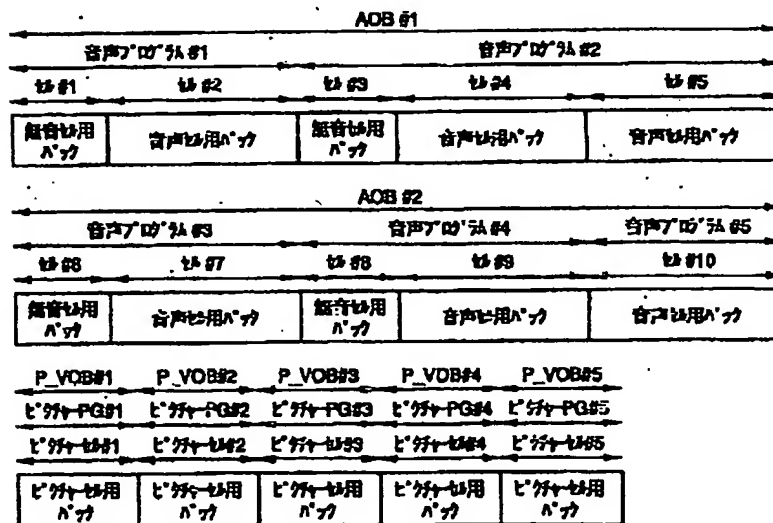 AOB #1
音声ﾌﾟﾛｸﾞﾗﾑ#1 音声ﾌﾟﾛｸﾞﾗﾑ#2
ｾﾙ#1 ｾﾙ#2 ｾﾙ#3 ｾﾙ#4 ｾﾙ#5
無音ｾﾙ用 音声ｾﾙ用ﾊﾟｯｸ 無音ｾﾙ用 音声ｾﾙ用ﾊﾟｯｸ 音声ｾﾙ用ﾊﾟｯｸ
ﾊﾟｯｸ ﾊﾟｯｸ
AOB #2
音声ﾌﾟﾛｸﾞﾗﾑ#3 音声ﾌﾟﾛｸﾞﾗﾑ#4 音声ﾌﾟﾛｸﾞﾗﾑ#5
ｾﾙ#6 ｾﾙ#7 ｾﾙ#8 ｾﾙ#9 ｾﾙ#10
無音ｾﾙ用 音声ｾﾙ用ﾊﾟｯｸ 無音ｾﾙ用 音声ｾﾙ用ﾊﾟｯｸ 音声ｾﾙ用ﾊﾟｯｸ
ﾊﾟｯｸ ﾊﾟｯｸ
P_VOB#1 P_VOB#2 P_VOB#3 P_VOB#4 P_VOB#5
ﾋﾟｸﾁｬｰPG#1 ﾋﾟｸﾁｬｰPG#2 ﾋﾟｸﾁｬｰPG#3 ﾋﾟｸﾁｬｰPG#4 ﾋﾟｸﾁｬｰPG#5
ﾋﾟｸﾁｬｰｾﾙ#1 ﾋﾟｸﾁｬｰｾﾙ#2 ﾋﾟｸﾁｬｰｾﾙ#3 ﾋﾟｸﾁｬｰｾﾙ#4 ﾋﾟｸﾁｬｰｾﾙ#5
ﾋﾟｸﾁｬｰｾﾙ用 ﾋﾟｸﾁｬｰｾﾙ用 ﾋﾟｸﾁｬｰｾﾙ用 ﾋﾟｸﾁｬｰｾﾙ用 ﾋﾟｸﾁｬｰｾﾙ用
ﾊﾟｯｸ ﾊﾟｯｸ ﾊﾟｯｸ ﾊﾟｯｸ ﾊﾟｯｸ